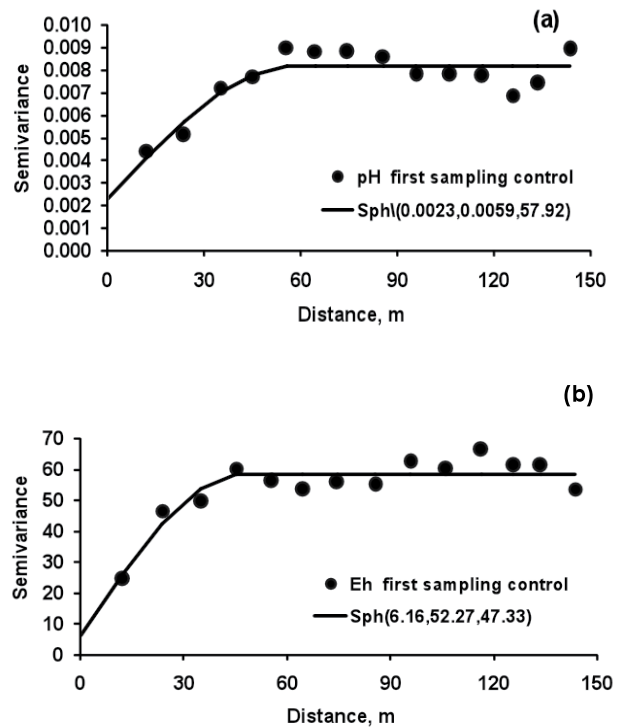 (a)
Semivariance
0.010
0.009
0.008
0.007
0.006
0.005
0.004
0.003
0.002
0.001
0.000
pH first sampling control
Sph\(0.0023,0.0059,57.92)
0 30 60 90 120 150
Distance, m
(b)
Semivariance
70
60
50
40
30
20
10
0
Eh first sampling control
Sph(6.16,52.27,47.33)
0 30 60 90 120 150
Distance, m